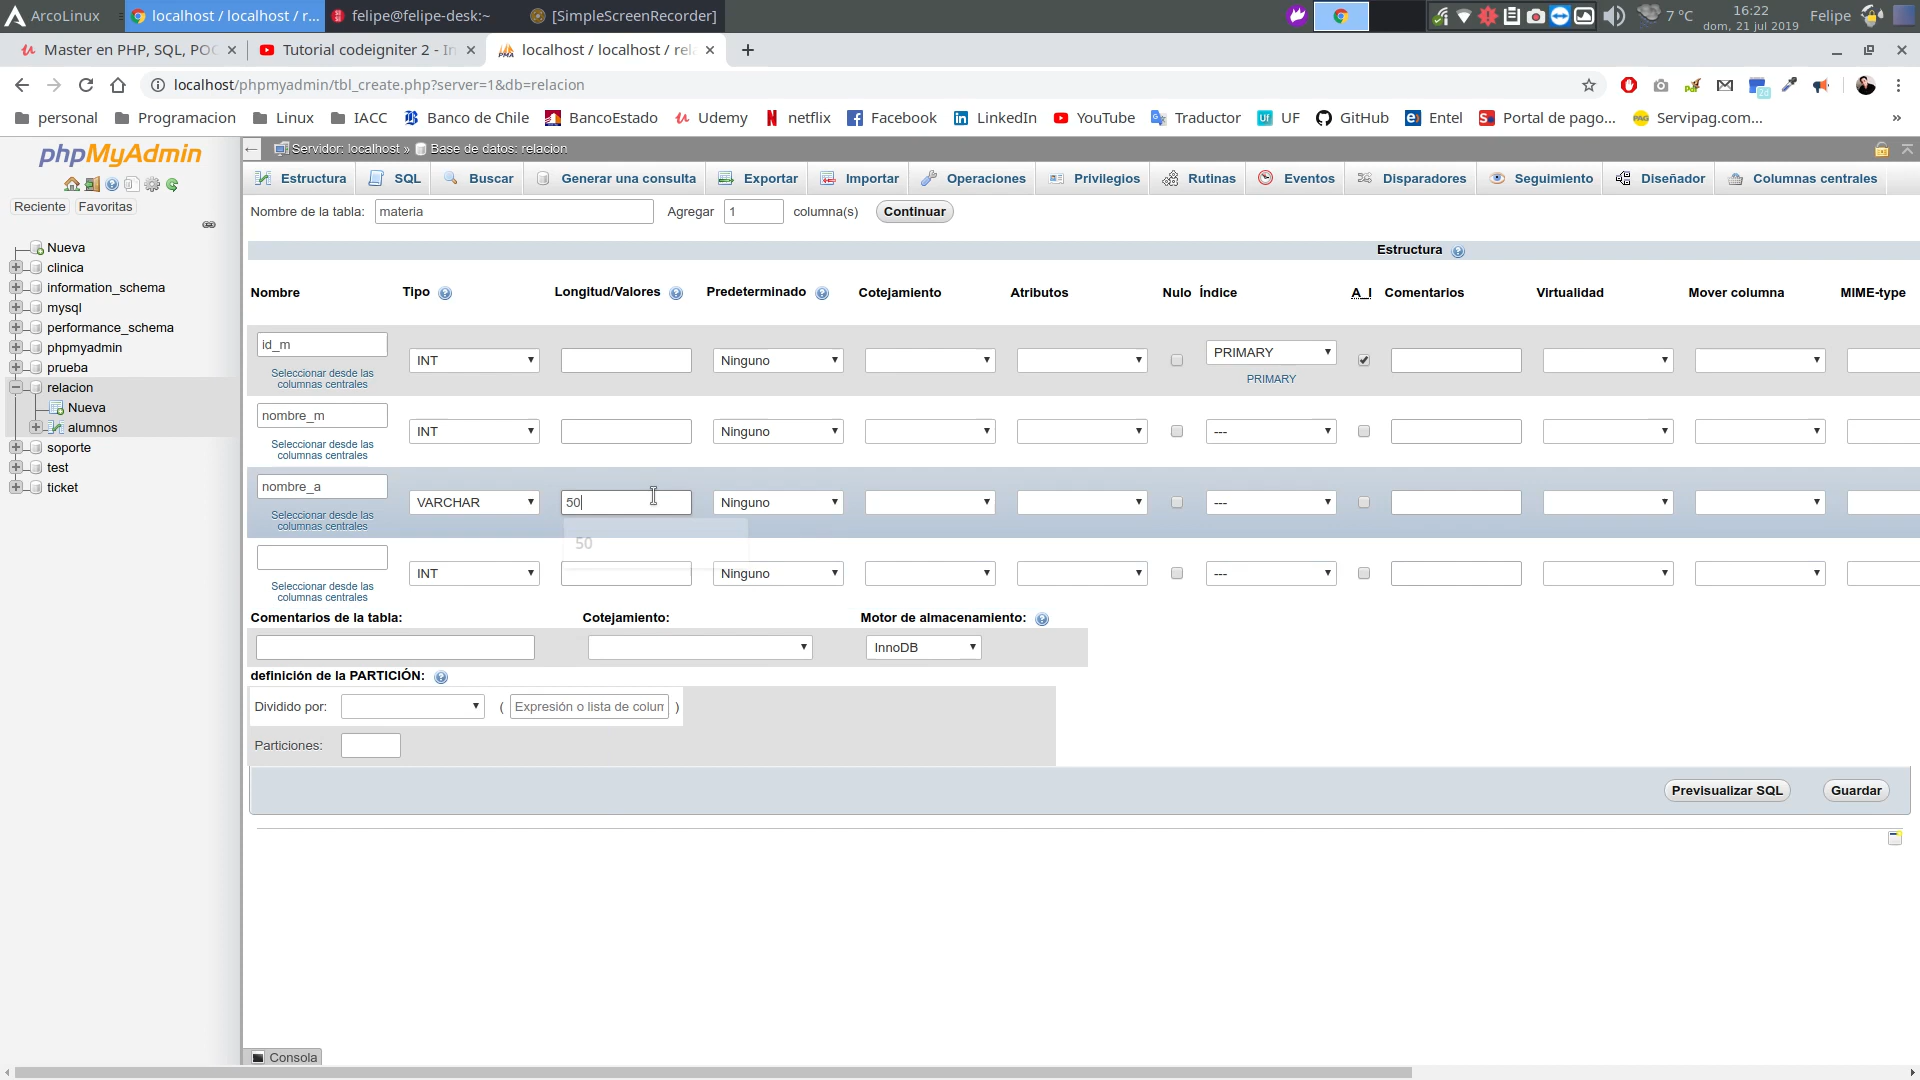 ArcoLinux localhost / localhost / r... felipe@felipe-desk:~ [SimpleScreenRecorder] 7 °C 16:22 dom, 21 jul 2019 Felipe
Master en PHP, SQL, POO Tutorial codeigniter 2 - In localhost / localhost / rel
localhost/phpmyadmin/tbl_create.php?server=1&db=relacion
personal Programacion Linux IACC Banco de Chile BancoEstado Udemy netflix Facebook LinkedIn YouTube Traductor UF GitHub Entel Portal de pago... Servipag.com... »
phpMyAdmin
Reciente Favoritas
Nueva
clinica
information_schema
mysql
performance_schema
phpmyadmin
prueba
relacion
Nueva
alumnos
soporte
test
ticket
Servidor: localhost » Base de datos: relacion
Estructura SQL Buscar Generar una consulta Exportar Importar Operaciones Privilegios Rutinas Eventos Disparadores Seguimiento Diseñador Columnas centrales
Nombre de la tabla: materia Agregar 1 columna(s) Continuar
Estructura
Nombre Tipo Longitud/Valores Predeterminado Cotejamiento Atributos Nulo Índice A_I Comentarios Virtualidad Mover columna MIME-type
id_m INT Ninguno PRIMARY
Seleccionar desde las
columnas centrales
PRIMARY
nombre_m INT Ninguno ---
Seleccionar desde las
columnas centrales
nombre_a VARCHAR 50 Ninguno ---
Seleccionar desde las
columnas centrales
50
INT Ninguno ---
Seleccionar desde las
columnas centrales
Comentarios de la tabla: Cotejamiento: Motor de almacenamiento:
InnoDB
definición de la PARTICIÓN:
Dividido por: ( Expresión o lista de colum )
Particiones:
Previsualizar SQL Guardar
Consola